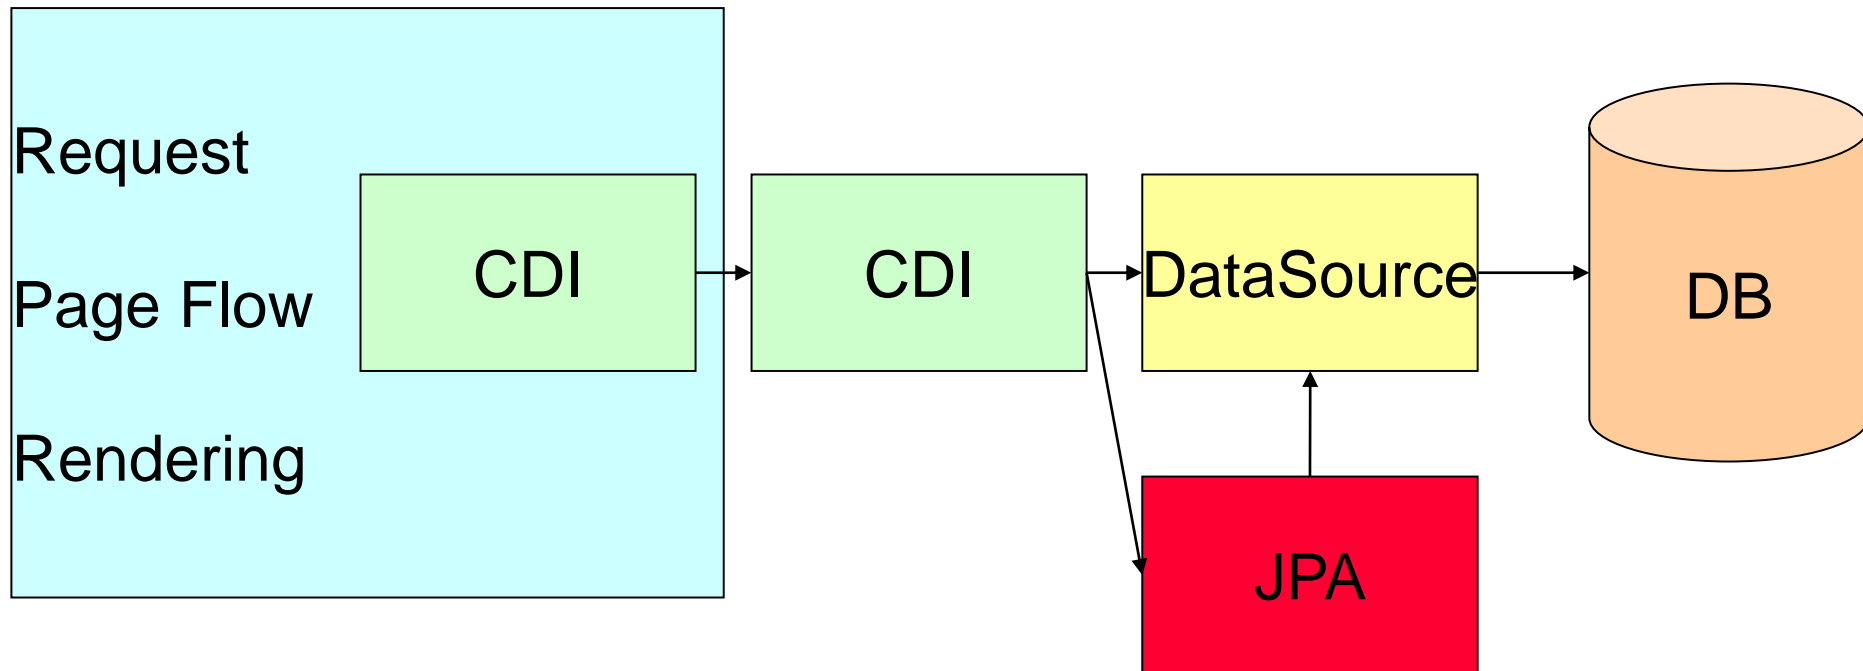 Request
Page Flow
Rendering
CDI
CDI
DataSource
DB
JPA